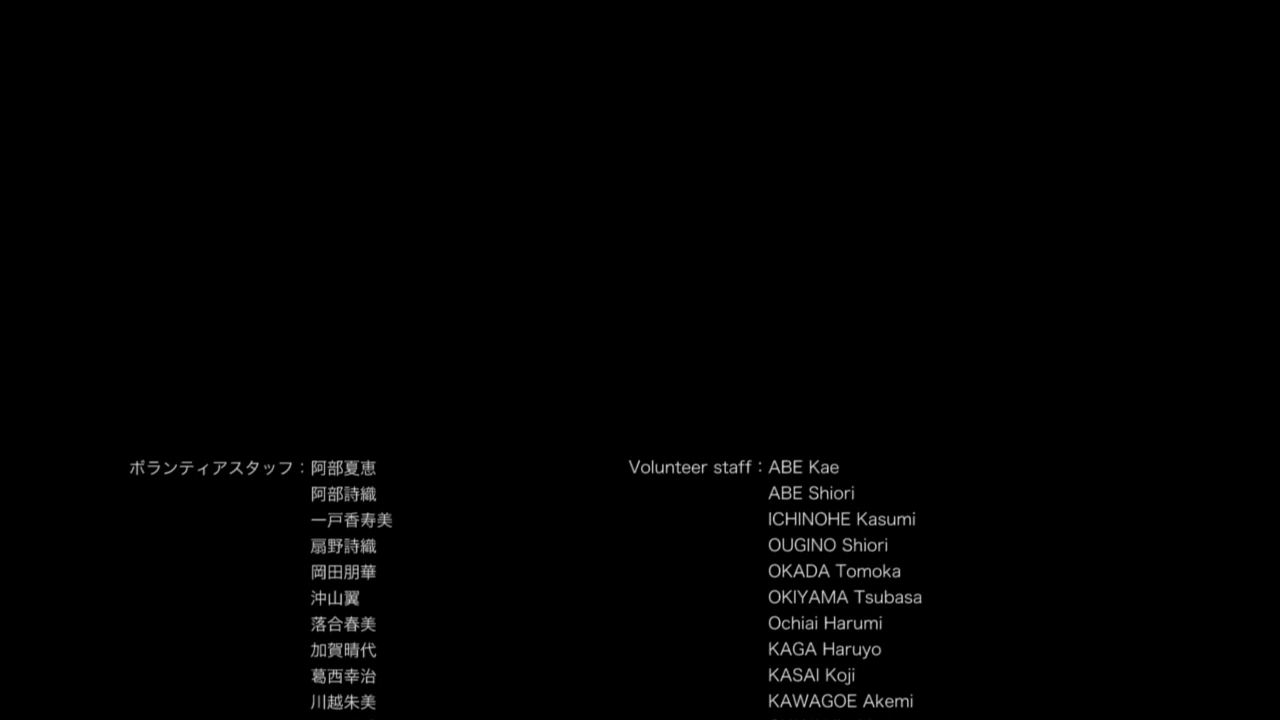 ボランティアスタッフ：阿部夏恵
阿部詩織
一戸香寿美
扇野詩織
岡田朋華
沖山翼
落合春美
加賀晴代
葛西幸治
川越朱美
Volunteer staff：ABE Kae
ABE Shiori
ICHINOHE Kasumi
OUGINO Shiori
OKADA Tomoka
OKIYAMA Tsubasa
Ochiai Harumi
KAGA Haruyo
KASAI Koji
KAWAGOE Akemi